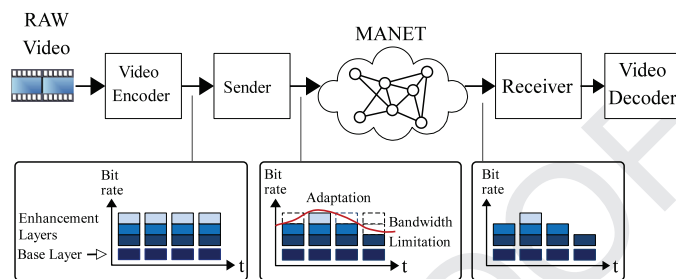 RAW
Video
Video
Encoder
Sender
MANET
Receiver
Video
Decoder
Bit
rate
Enhancement
Layers
Base Layer
t
Bit
rate
Adaptation
Bandwidth
Limitation
t
Bit
rate
t